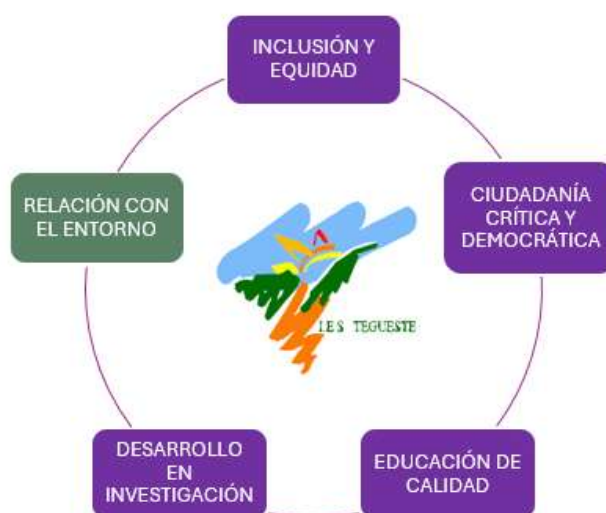 INCLUSIÓN Y
EQUIDAD
CIUDADANÍA
CRÍTICA Y
DEMOCRÁTICA
EDUCACIÓN DE
CALIDAD
DESARROLLO
EN
INVESTIGACIÓN
RELACIÓN CON
EL ENTORNO
I.E.S TEGUESTE